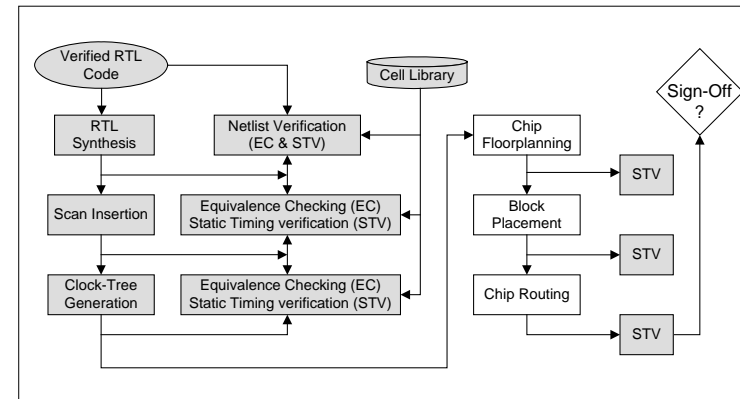 Verified RTL
Code
Cell Library
Sign-Off
?
RTL
Synthesis
Netlist Verification
(EC & STV)
Chip
Floorplanning
STV
Scan Insertion
Equivalence Checking (EC)
Static Timing verification (STV)
Block
Placement
STV
Clock-Tree
Generation
Equivalence Checking (EC)
Static Timing verification (STV)
Chip Routing
STV